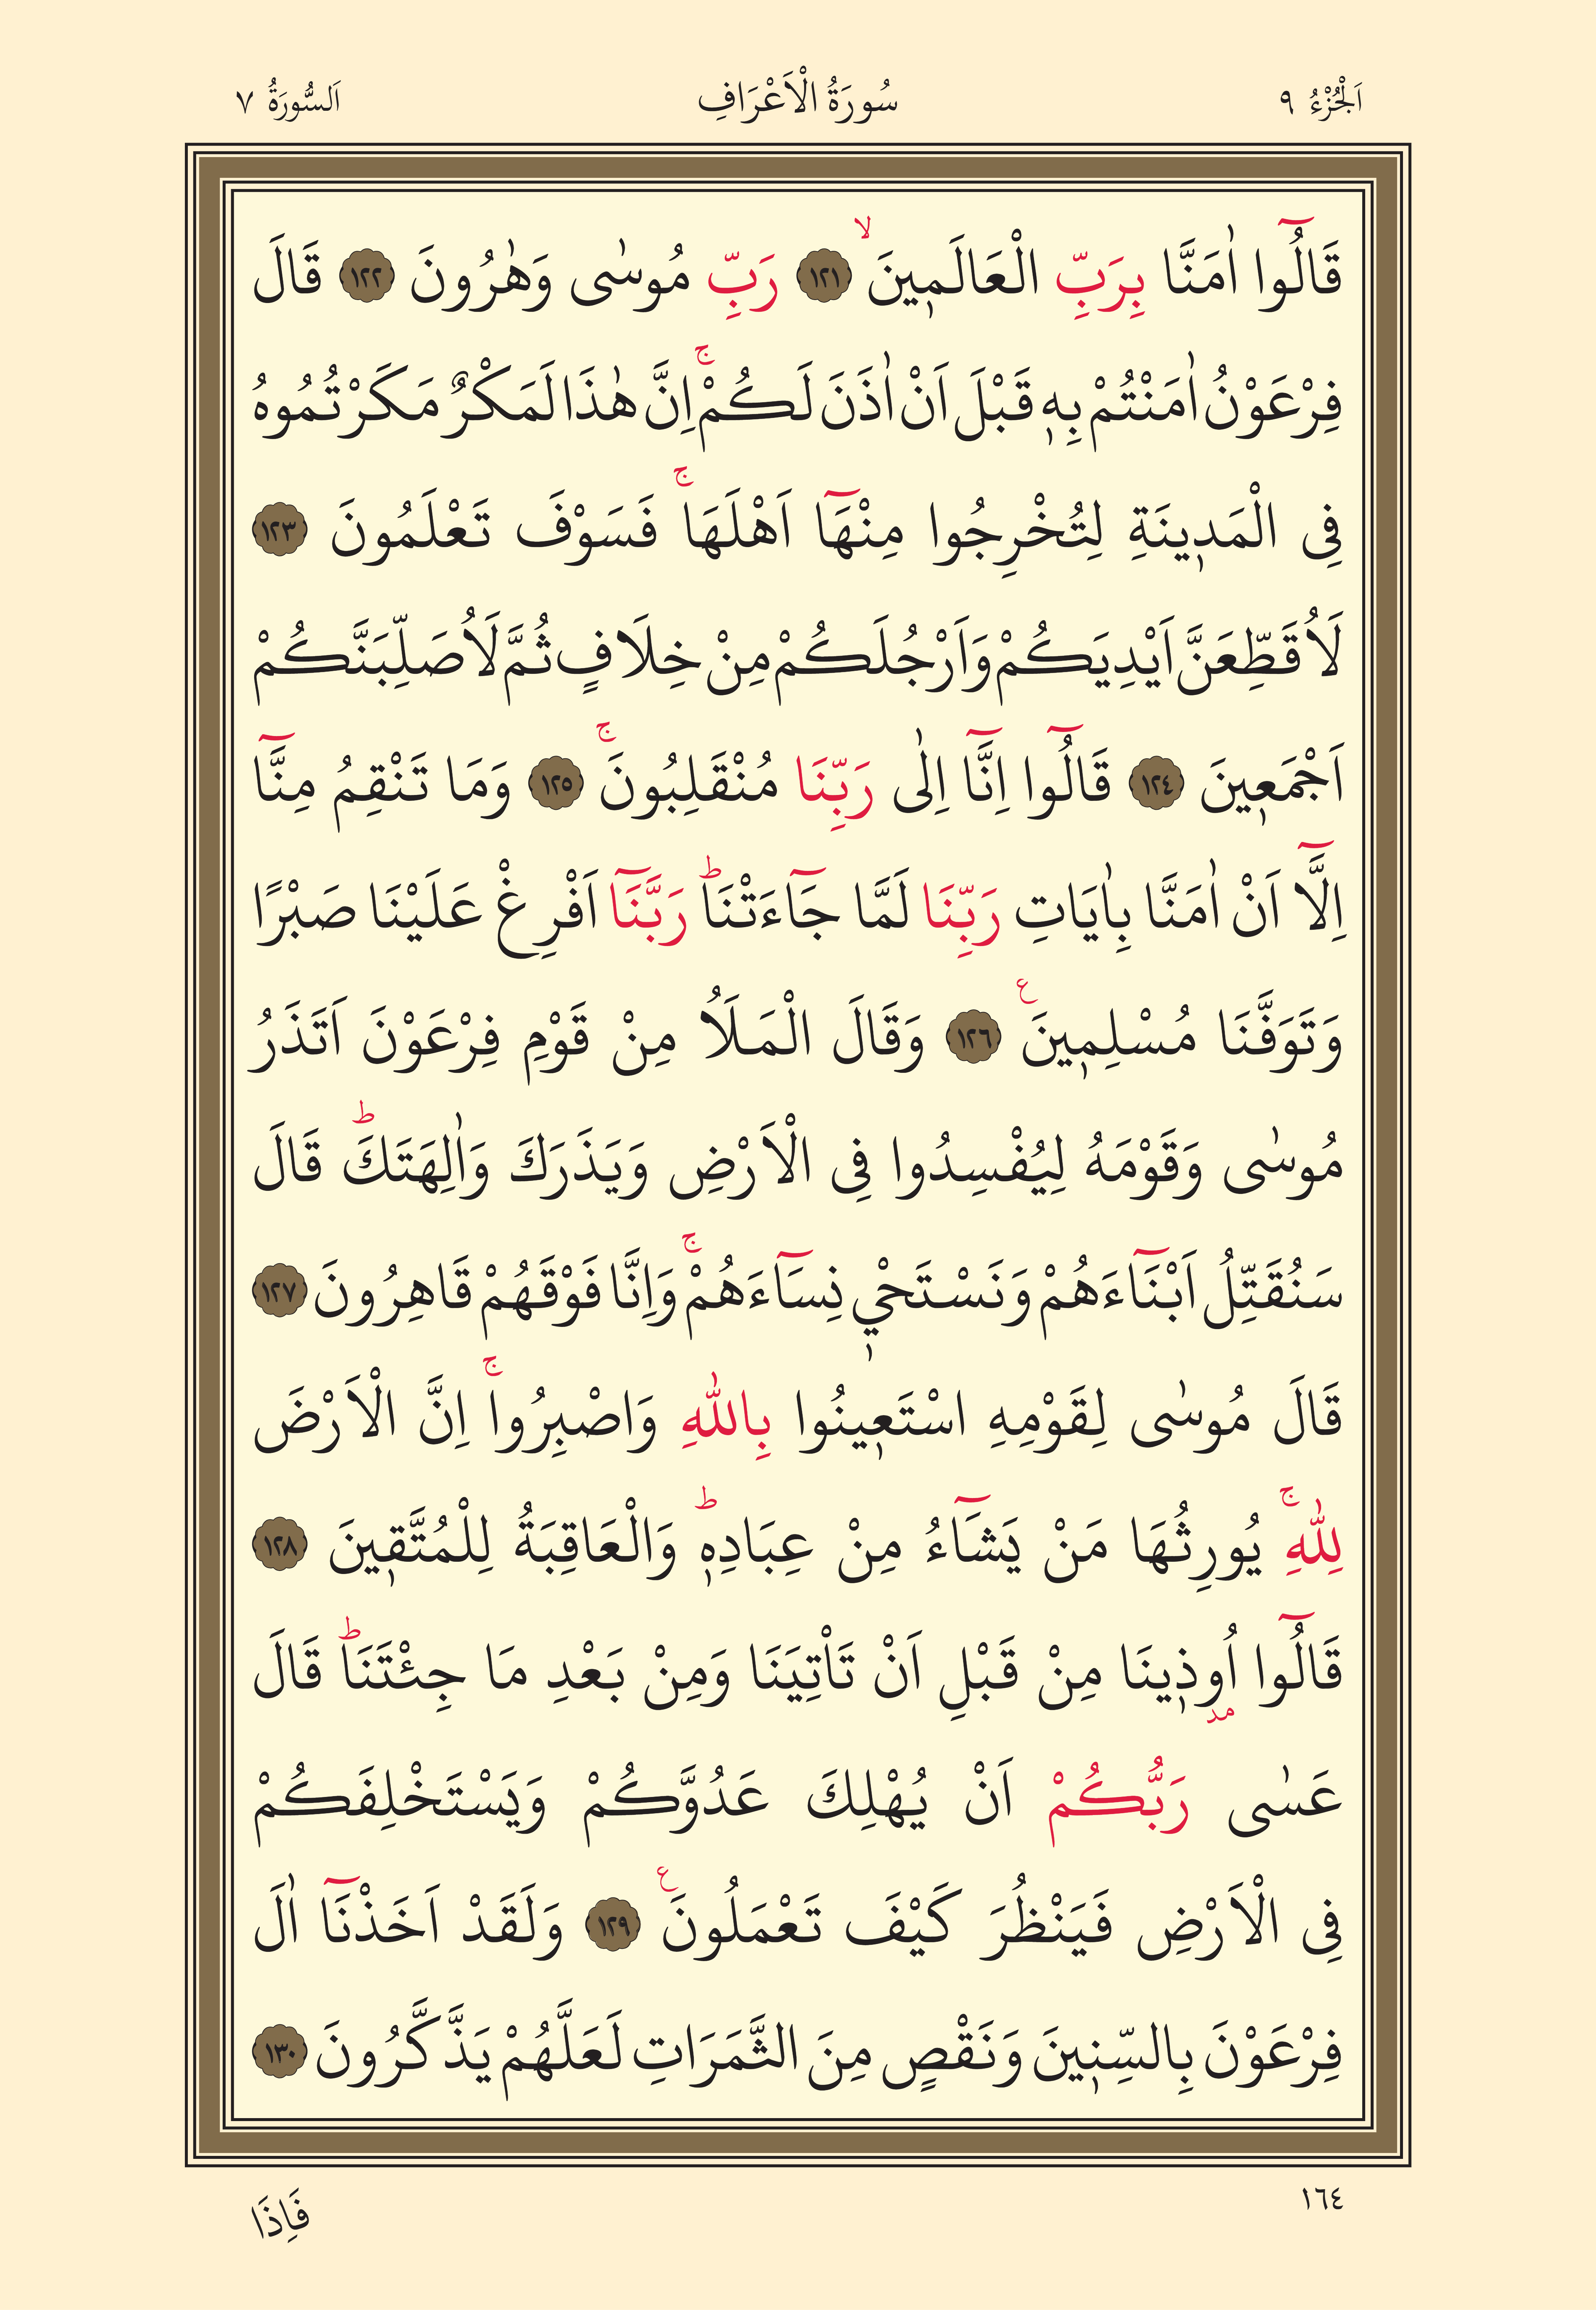 اَلْجُزْءُ ٩ سُورَةُ الْاَعْرَافِ اَلسُّورَةُ ٧
قَالُٓوا اٰمَنَّا بِرَبِّ الْعَالَمٖينَۙ ١٢١ رَبِّ مُوسٰى وَهٰرُونَ ١٢٢ قَالَ
فِرْعَوْنُ اٰمَنْتُمْ بِهٖ قَبْلَ اَنْ اٰذَنَ لَكُمْۚ اِنَّ هٰذَا لَمَكْرٌ مَكَرْتُمُوهُ
فِى الْمَدٖينَةِ لِتُخْرِجُوا مِنْهَٓا اَهْلَهَاۚ فَسَوْفَ تَعْلَمُونَ ١٢٣
لَاُقَطِّعَنَّ اَيْدِيَكُمْ وَاَرْجُلَكُمْ مِنْ خِلَافٍ ثُمَّ لَاُصَلِّبَنَّكُمْ
اَجْمَعٖينَ ١٢٤ قَالُٓوا اِنَّٓا اِلٰى رَبِّنَا مُنْقَلِبُونَۚ ١٢٥ وَمَا تَنْقِمُ مِنَّٓا
اِلَّٓا اَنْ اٰمَنَّا بِاٰيَاتِ رَبِّنَا لَمَّا جَٓاءَتْنَاؕ رَبَّنَٓا اَفْرِغْ عَلَيْنَا صَبْرًا
وَتَوَفَّنَا مُسْلِمٖينَࣖ ١٢٦ وَقَالَ الْمَلَاُ مِنْ قَوْمِ فِرْعَوْنَ اَتَذَرُ
مُوسٰى وَقَوْمَهُ لِيُفْسِدُوا فِى الْاَرْضِ وَيَذَرَكَ وَاٰلِهَتَكَؕ قَالَ
سَنُقَتِّلُ اَبْنَٓاءَهُمْ وَنَسْتَحْيٖ نِسَٓاءَهُمْۚ وَاِنَّا فَوْقَهُمْ قَاهِرُونَ ١٢٧
قَالَ مُوسٰى لِقَوْمِهِ اسْتَعٖينُوا بِاللّٰهِ وَاصْبِرُواۚ اِنَّ الْاَرْضَ
لِلّٰهِۚ يُورِثُهَا مَنْ يَشَٓاءُ مِنْ عِبَادِهٖؕ وَالْعَاقِبَةُ لِلْمُتَّقٖينَ ١٢٨
قَالُٓوا اُو۫ذٖينَا مِنْ قَبْلِ اَنْ تَاْتِيَنَا وَمِنْ بَعْدِ مَا جِئْتَنَاؕ قَالَ
مد
عَسٰى رَبُّكُمْ اَنْ يُهْلِكَ عَدُوَّكُمْ وَيَسْتَخْلِفَكُمْ
فِى الْاَرْضِ فَيَنْظُرَ كَيْفَ تَعْمَلُونَࣖ ١٢٩ وَلَقَدْ اَخَذْنَٓا اٰلَ
فِرْعَوْنَ بِالسِّنٖينَ وَنَقْصٍ مِنَ الثَّمَرَاتِ لَعَلَّهُمْ يَذَّكَّرُونَ ١٣٠
١٦٤ فَاِذَا